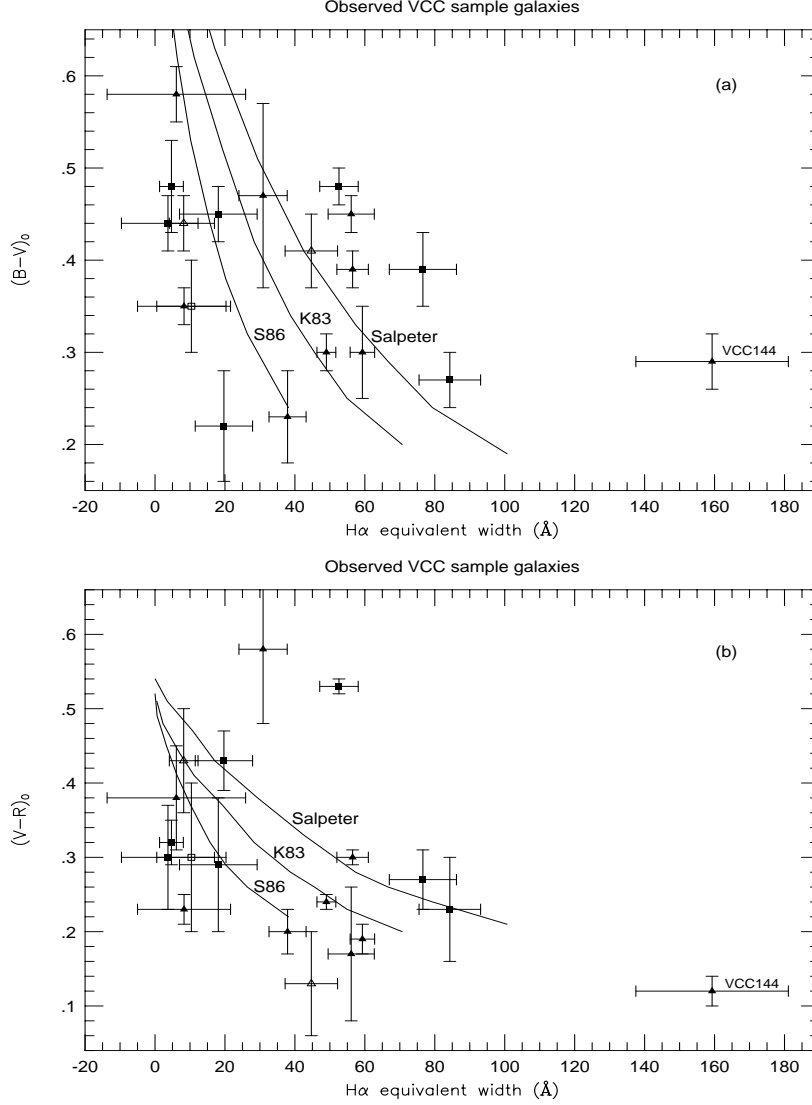 Observed VCC sample galaxies
(a)
.6
.5
.4
.3
.2
(B−V)₀
S86
K83
Salpeter
VCC144
-20 0 20 40 60 80 100 120 140 160 180
Hα equivalent width (Å)
Observed VCC sample galaxies
(b)
.6
.5
.4
.3
.2
.1
(V−R)₀
Salpeter
K83
S86
VCC144
-20 0 20 40 60 80 100 120 140 160 180
Hα equivalent width (Å)